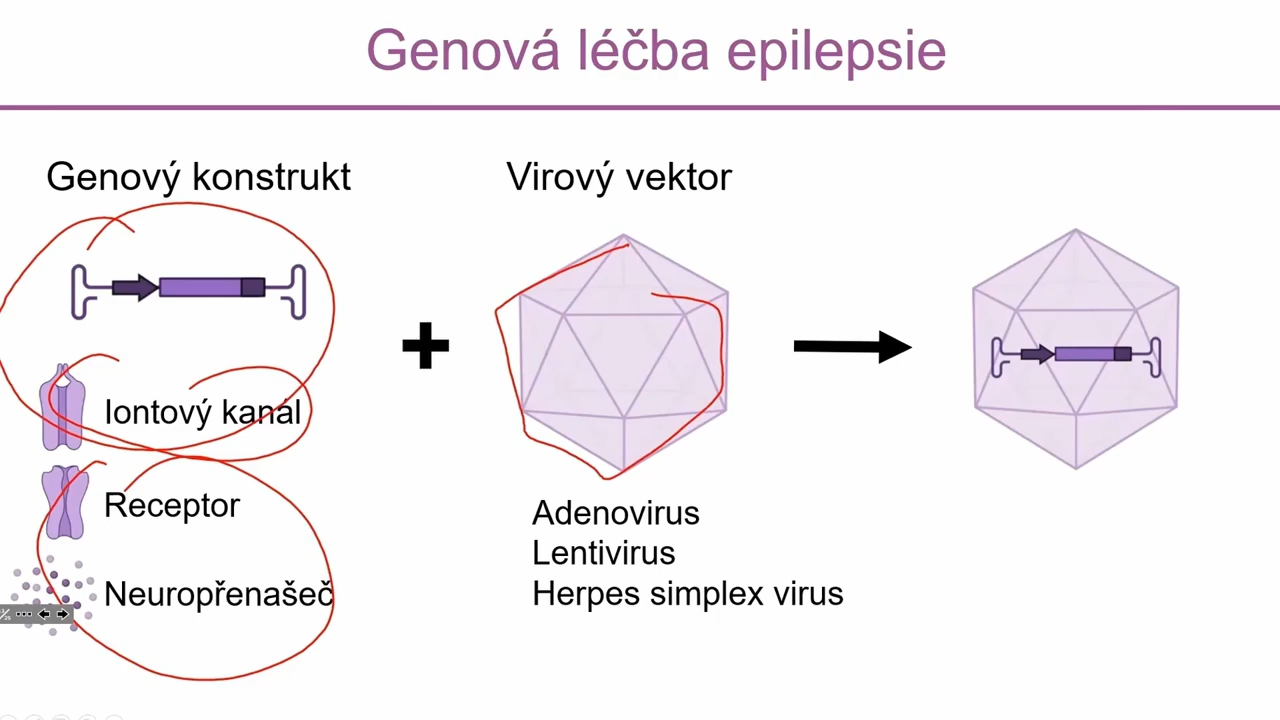 Genová léčba epilepsie
Genový konstrukt
Iontový kanál
Receptor
Neuropřenašeč
Virový vektor
Adenovirus
Lentivirus
Herpes simplex virus